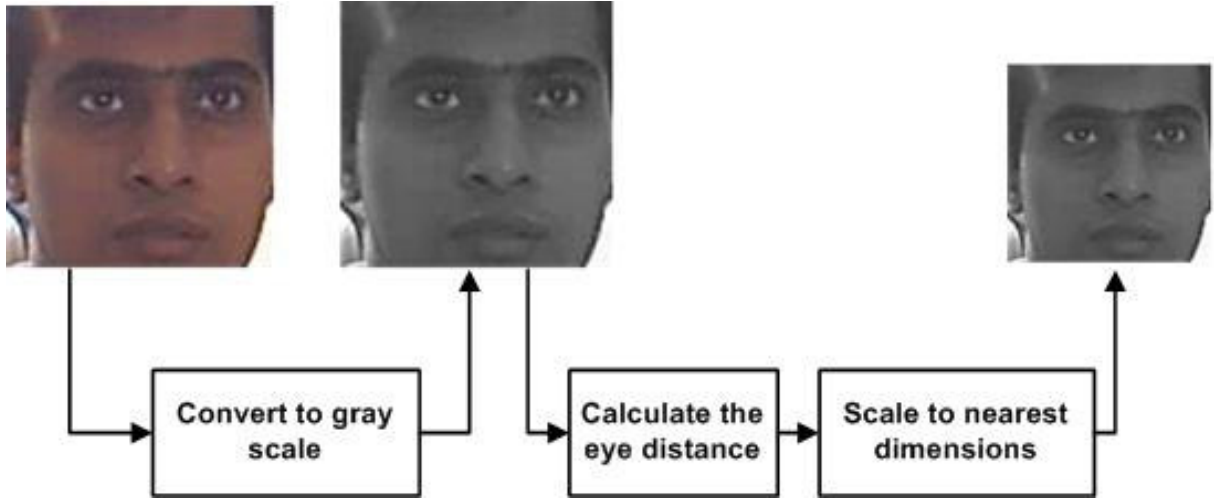 Convert to gray
scale
Calculate the
eye distance
Scale to nearest
dimensions